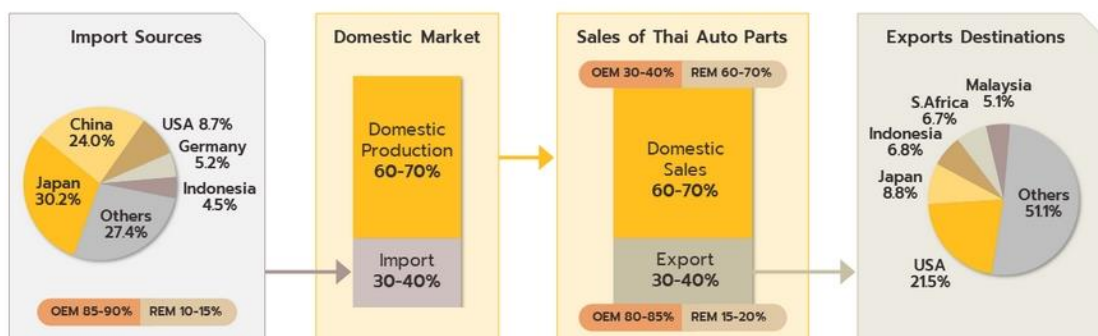 Import Sources
China
24.0%
USA 8.7%
Germany
5.2%
Japan
30.2%
Indonesia
4.5%
Others
27.4%
OEM 85-90% REM 10-15%
Domestic Market
Domestic
Production
60-70%
Import
30-40%
Sales of Thai Auto Parts
OEM 30-40% REM 60-70%
Domestic
Sales
60-70%
Export
30-40%
OEM 80-85% REM 15-20%
Exports Destinations
Malaysia
5.1%
S.Africa
6.7%
Indonesia
6.8%
Japan
8.8%
Others
51.1%
USA
21.5%